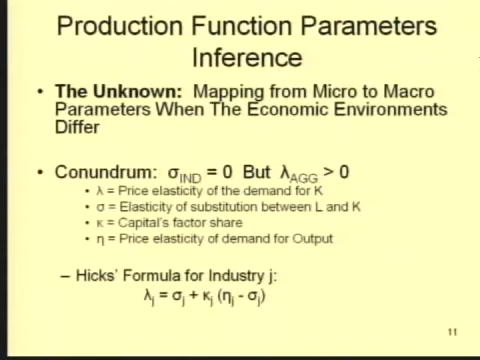 Production Function Parameters
Inference
• The Unknown: Mapping from Micro to Macro
Parameters When The Economic Environments
Differ
• Conundrum: σIND = 0 But λAGG > 0
• λ = Price elasticity of the demand for K
• σ = Elasticity of substitution between L and K
• κ = Capital's factor share
• η = Price elasticity of demand for Output
– Hicks' Formula for Industry j:
λj = σj + κj (ηj - σj)
11